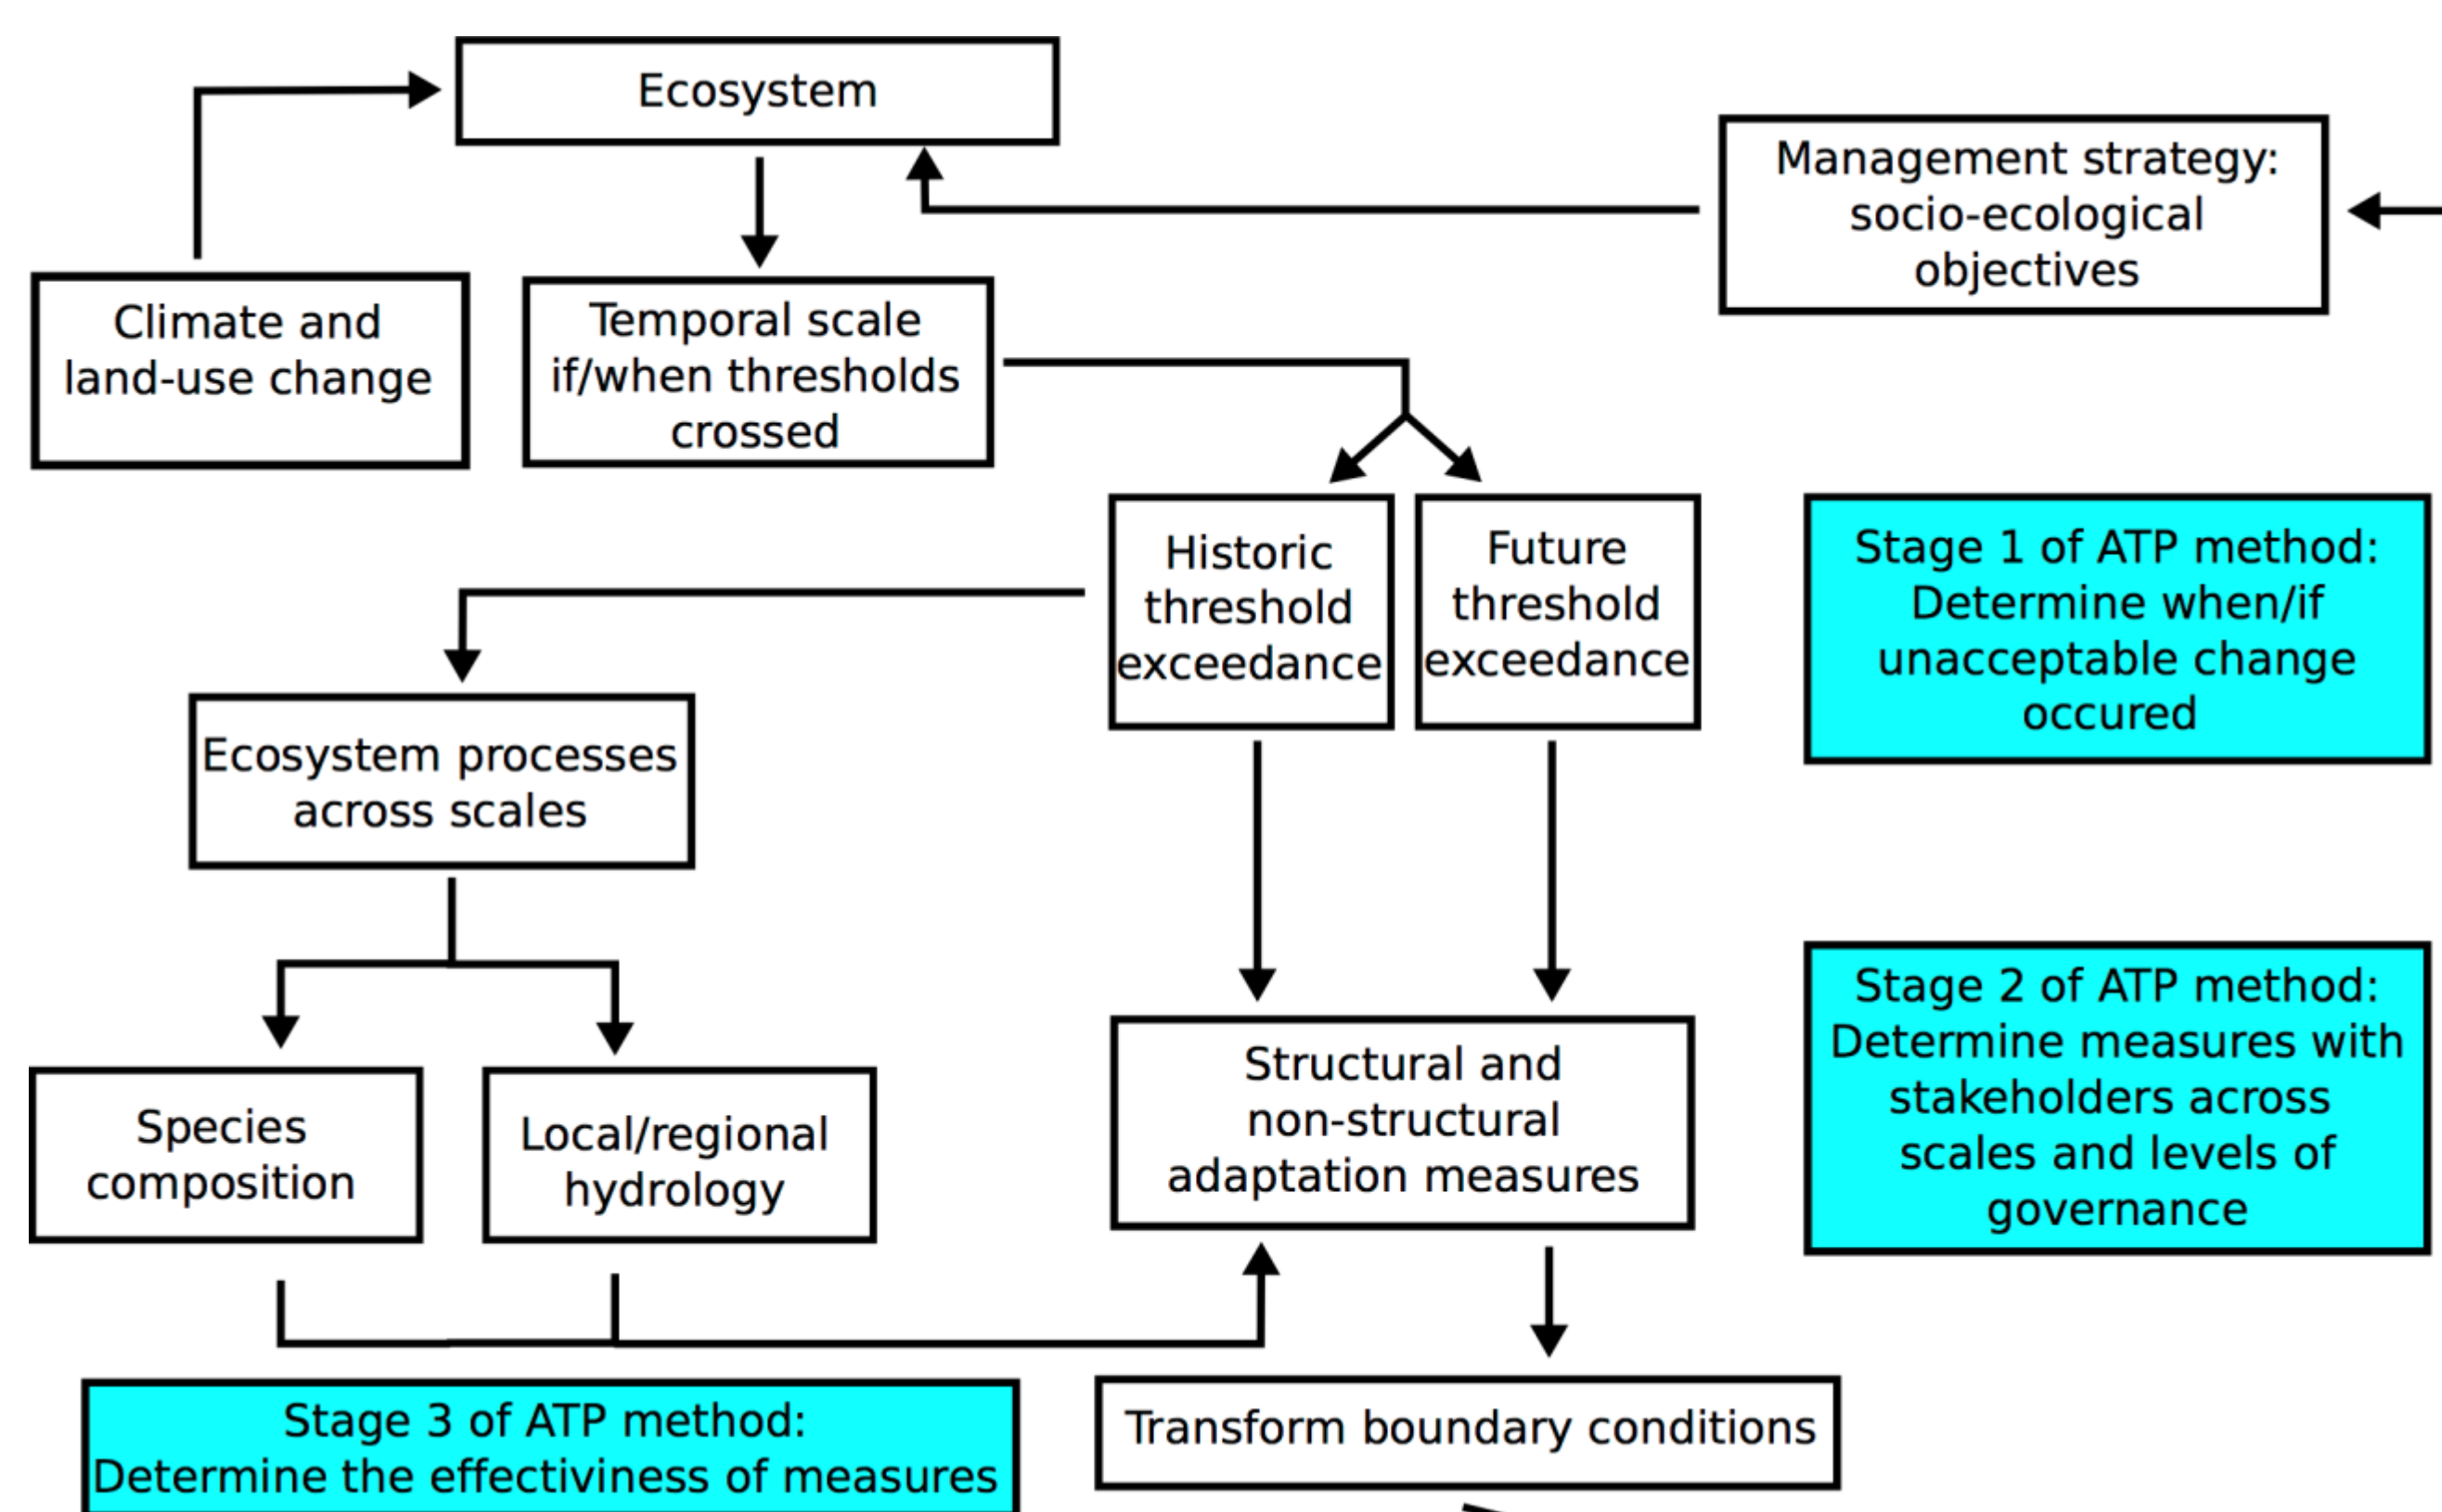 Ecosystem
Management strategy:
socio-ecological
objectives
Climate and
land-use change
Temporal scale
if/when thresholds
crossed
Historic
threshold
exceedance
Future
threshold
exceedance
Stage 1 of ATP method:
Determine when/if
unacceptable change
occured
Ecosystem processes
across scales
Stage 2 of ATP method:
Determine measures with
stakeholders across
scales and levels of
governance
Species
composition
Local/regional
hydrology
Structural and
non-structural
adaptation measures
Stage 3 of ATP method:
Determine the effectiviness of measures
Transform boundary conditions